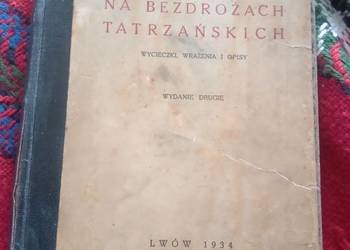 NA BEZDROŻACH
TATRZAŃSKICH
WYCIECZKI, WRAŻENIA I OPISY
WYDANIE DRUGIE
LWÓW 1934